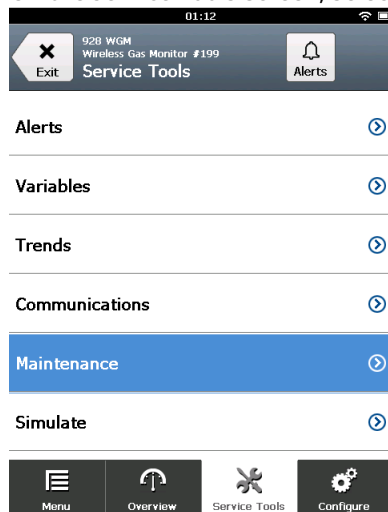 01:12
928 WGM
Wireless Gas Monitor #199
Service Tools
Exit
Alerts
Alerts
Variables
Trends
Communications
Maintenance
Simulate
Menu
Overview
Service Tools
Configure